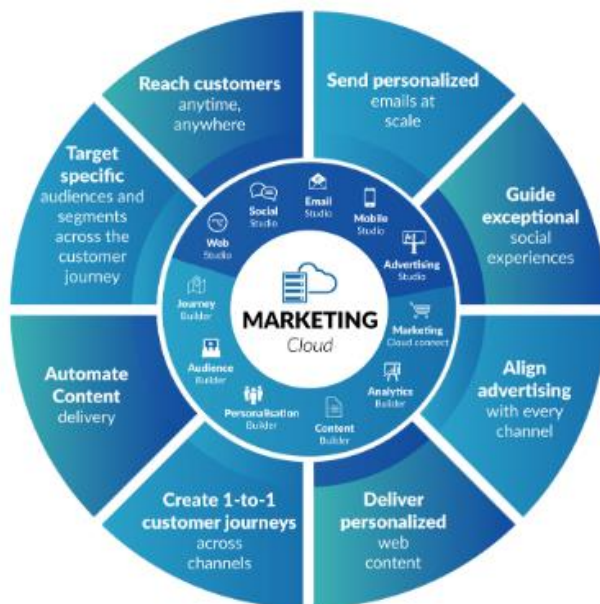 Reach customers
anytime,
anywhere
Send personalized
emails at
scale
Guide
exceptional
social
experiences
Align
advertising
with every
channel
Deliver
personalized
web
content
Create 1-to-1
customer journeys
across
channels
Automate
Content
delivery
Target
specific
audiences and
segments
across the
customer
journey
Web
Studio
Social
Studio
Email
Studio
Mobile
Studio
Advertising
Studio
Marketing
Cloud connect
Analytics
Builder
Content
Builder
Personalisation
Builder
Audience
Builder
Journey
Builder
MARKETING
Cloud